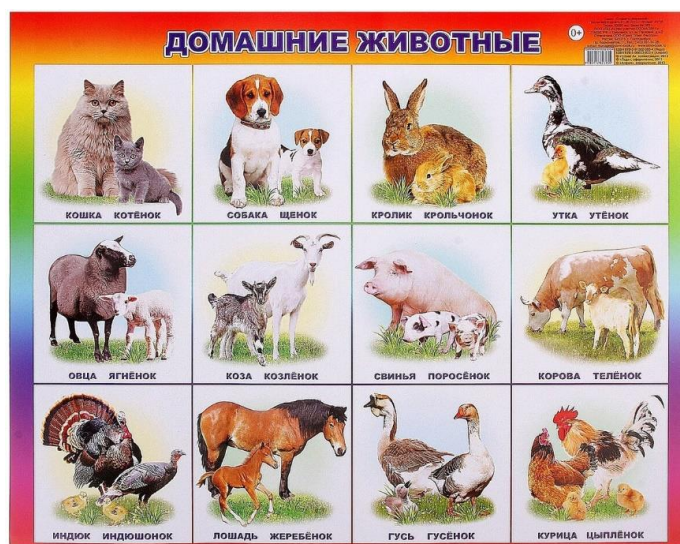 ДОМАШНИЕ ЖИВОТНЫЕ
0+
КОШКА КОТЁНОК
СОБАКА ЩЕНОК
КРОЛИК КРОЛЬЧОНОК
УТКА УТЁНОК
ОВЦА ЯГНЁНОК
КОЗА КОЗЛЁНОК
СВИНЬЯ ПОРОСЁНОК
КОРОВА ТЕЛЁНОК
ИНДЮК ИНДЮШОНОК
ЛОШАДЬ ЖЕРЕБЁНОК
ГУСЬ ГУСЁНОК
КУРИЦА ЦЫПЛЁНОК